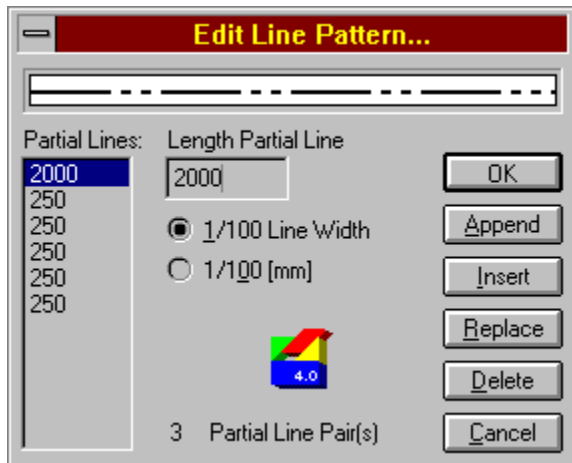 Edit Line Pattern...
Partial Lines:
2000
250
250
250
250
250
Length Partial Line
2000
1/100 Line Width
1/100 [mm]
4.0
3 Partial Line Pair(s)
OK
Append
Insert
Replace
Delete
Cancel